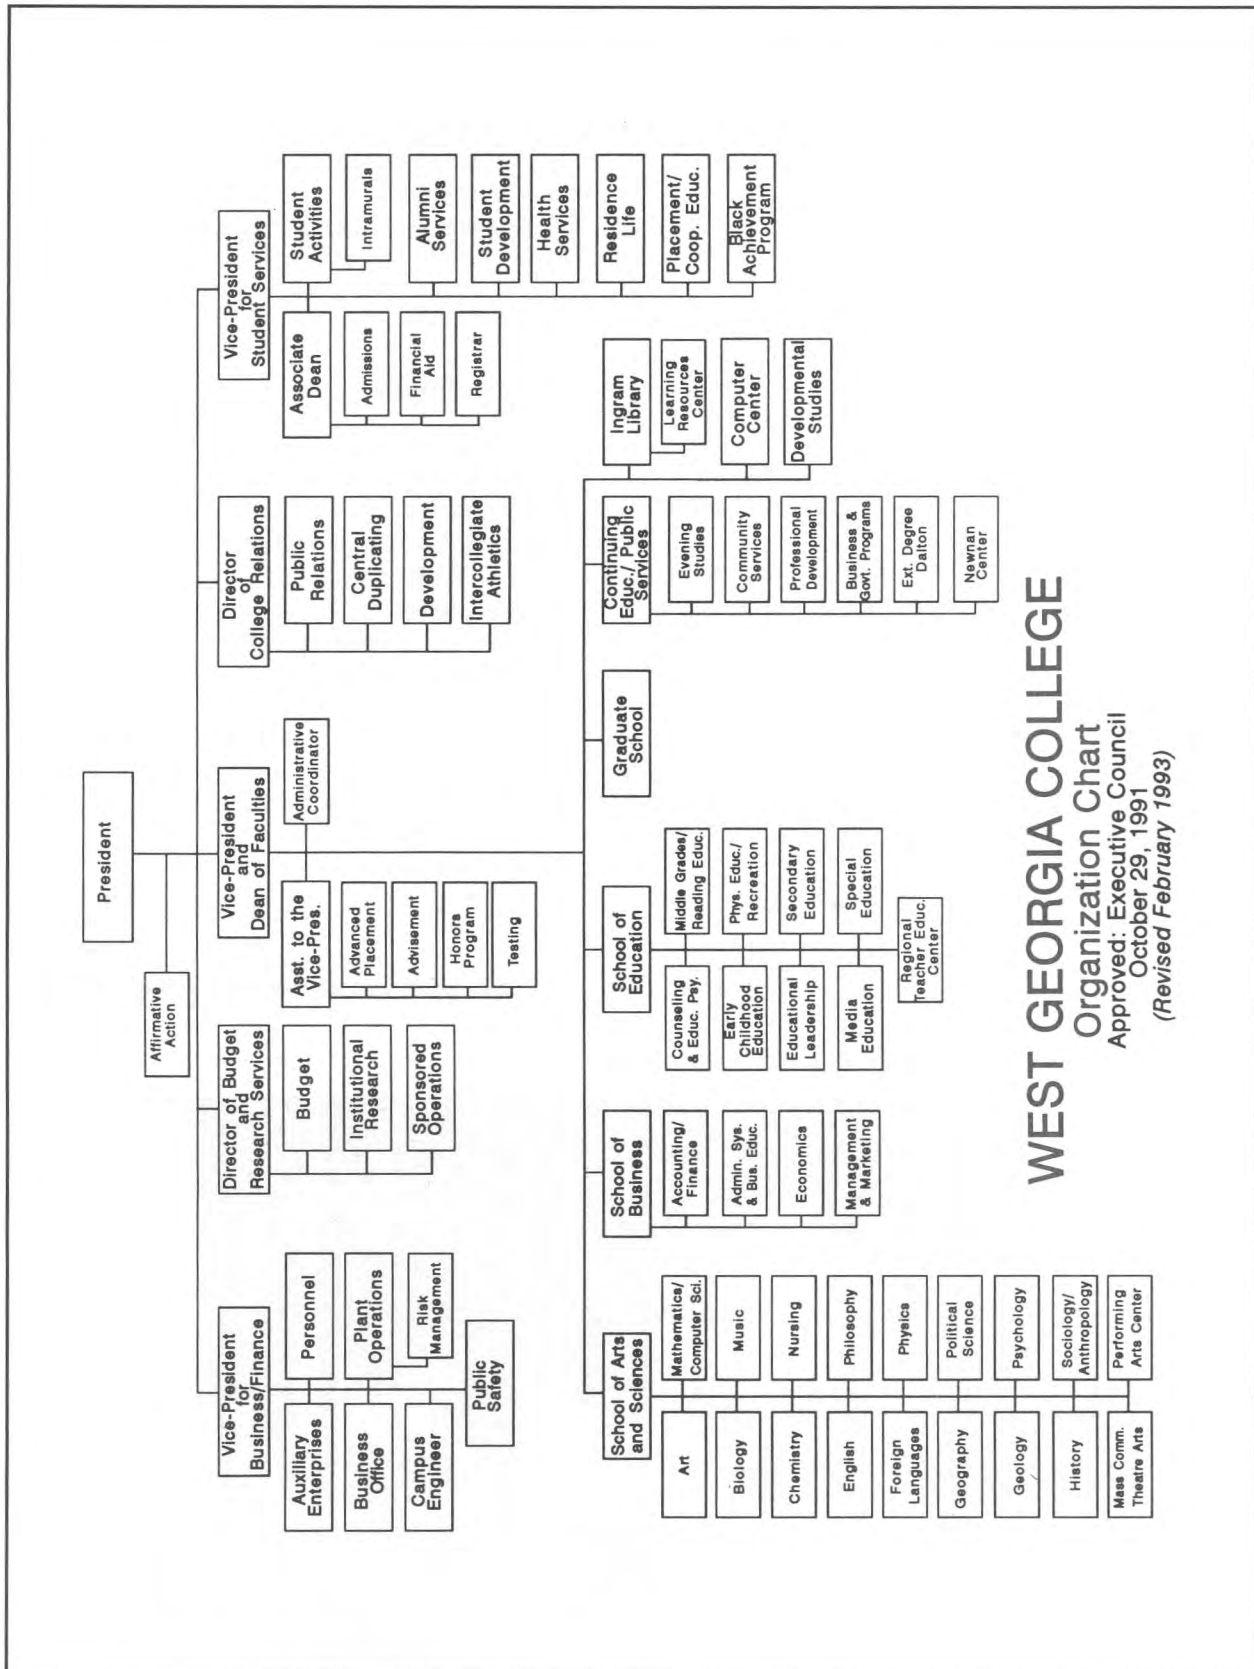 President
Affirmative
Action
Vice-President
for
Business/Finance
Auxiliary
Enterprises
Personnel
Business
Office
Plant
Operations
Risk
Management
Campus
Engineer
Public
Safety
Director of Budget
and
Research Services
Budget
Institutional
Research
Sponsored
Operations
Vice-President
and
Dean of Faculties
Asst. to the
Vice-Pres.
Administrative
Coordinator
Advanced
Placement
Advisement
Honors
Program
Testing
Director
of
College Relations
Public
Relations
Central
Duplicating
Development
Intercollegiate
Athletics
Vice-President
for
Student Services
Associate
Dean
Admissions
Financial
Aid
Registrar
Student
Activities
Intramurals
Alumni
Services
Student
Development
Health
Services
Residence
Life
Placement/
Coop. Educ.
Black
Achievement
Program
School of Arts
and Sciences
Art
Mathematics/
Computer Sci.
Biology
Music
Chemistry
Nursing
English
Philosophy
Foreign
Languages
Physics
Geography
Political
Science
Geology
Psychology
History
Sociology/
Anthropology
Mass Comm.
Theatre Arts
Performing
Arts Center
School of
Business
Accounting/
Finance
Admin. Sys.
& Bus. Educ.
Economics
Management
& Marketing
School of
Education
Counseling
& Educ. Psy.
Middle Grades/
Reading Educ.
Early
Childhood
Education
Phys. Educ./
Recreation
Educational
Leadership
Secondary
Education
Media
Education
Special
Education
Regional
Teacher Educ.
Center
Graduate
School
Continuing
Educ./ Public
Services
Evening
Studies
Community
Services
Professional
Development
Business &
Govt. Programs
Ext. Degree
Dalton
Newnan
Center
Ingram
Library
Learning
Resources
Center
Computer
Center
Developmental
Studies
WEST GEORGIA COLLEGE
Organization Chart
Approved: Executive Council
October 29, 1991
(Revised February 1993)